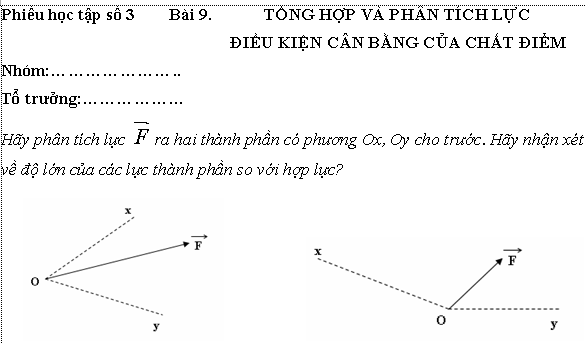 Phiếu học tập số 3 Bài 9. TỔNG HỢP VÀ PHÂN TÍCH LỰC
ĐIỀU KIỆN CÂN BẰNG CỦA CHẤT ĐIỂM
Nhóm:…………………..
Tổ trưởng:………………
Hãy phân tích lực F ra hai thành phần có phương Ox, Oy cho trước. Hãy nhận xét
về độ lớn của các lực thành phần so với hợp lực?
x
F
O
y
x
F
O
y